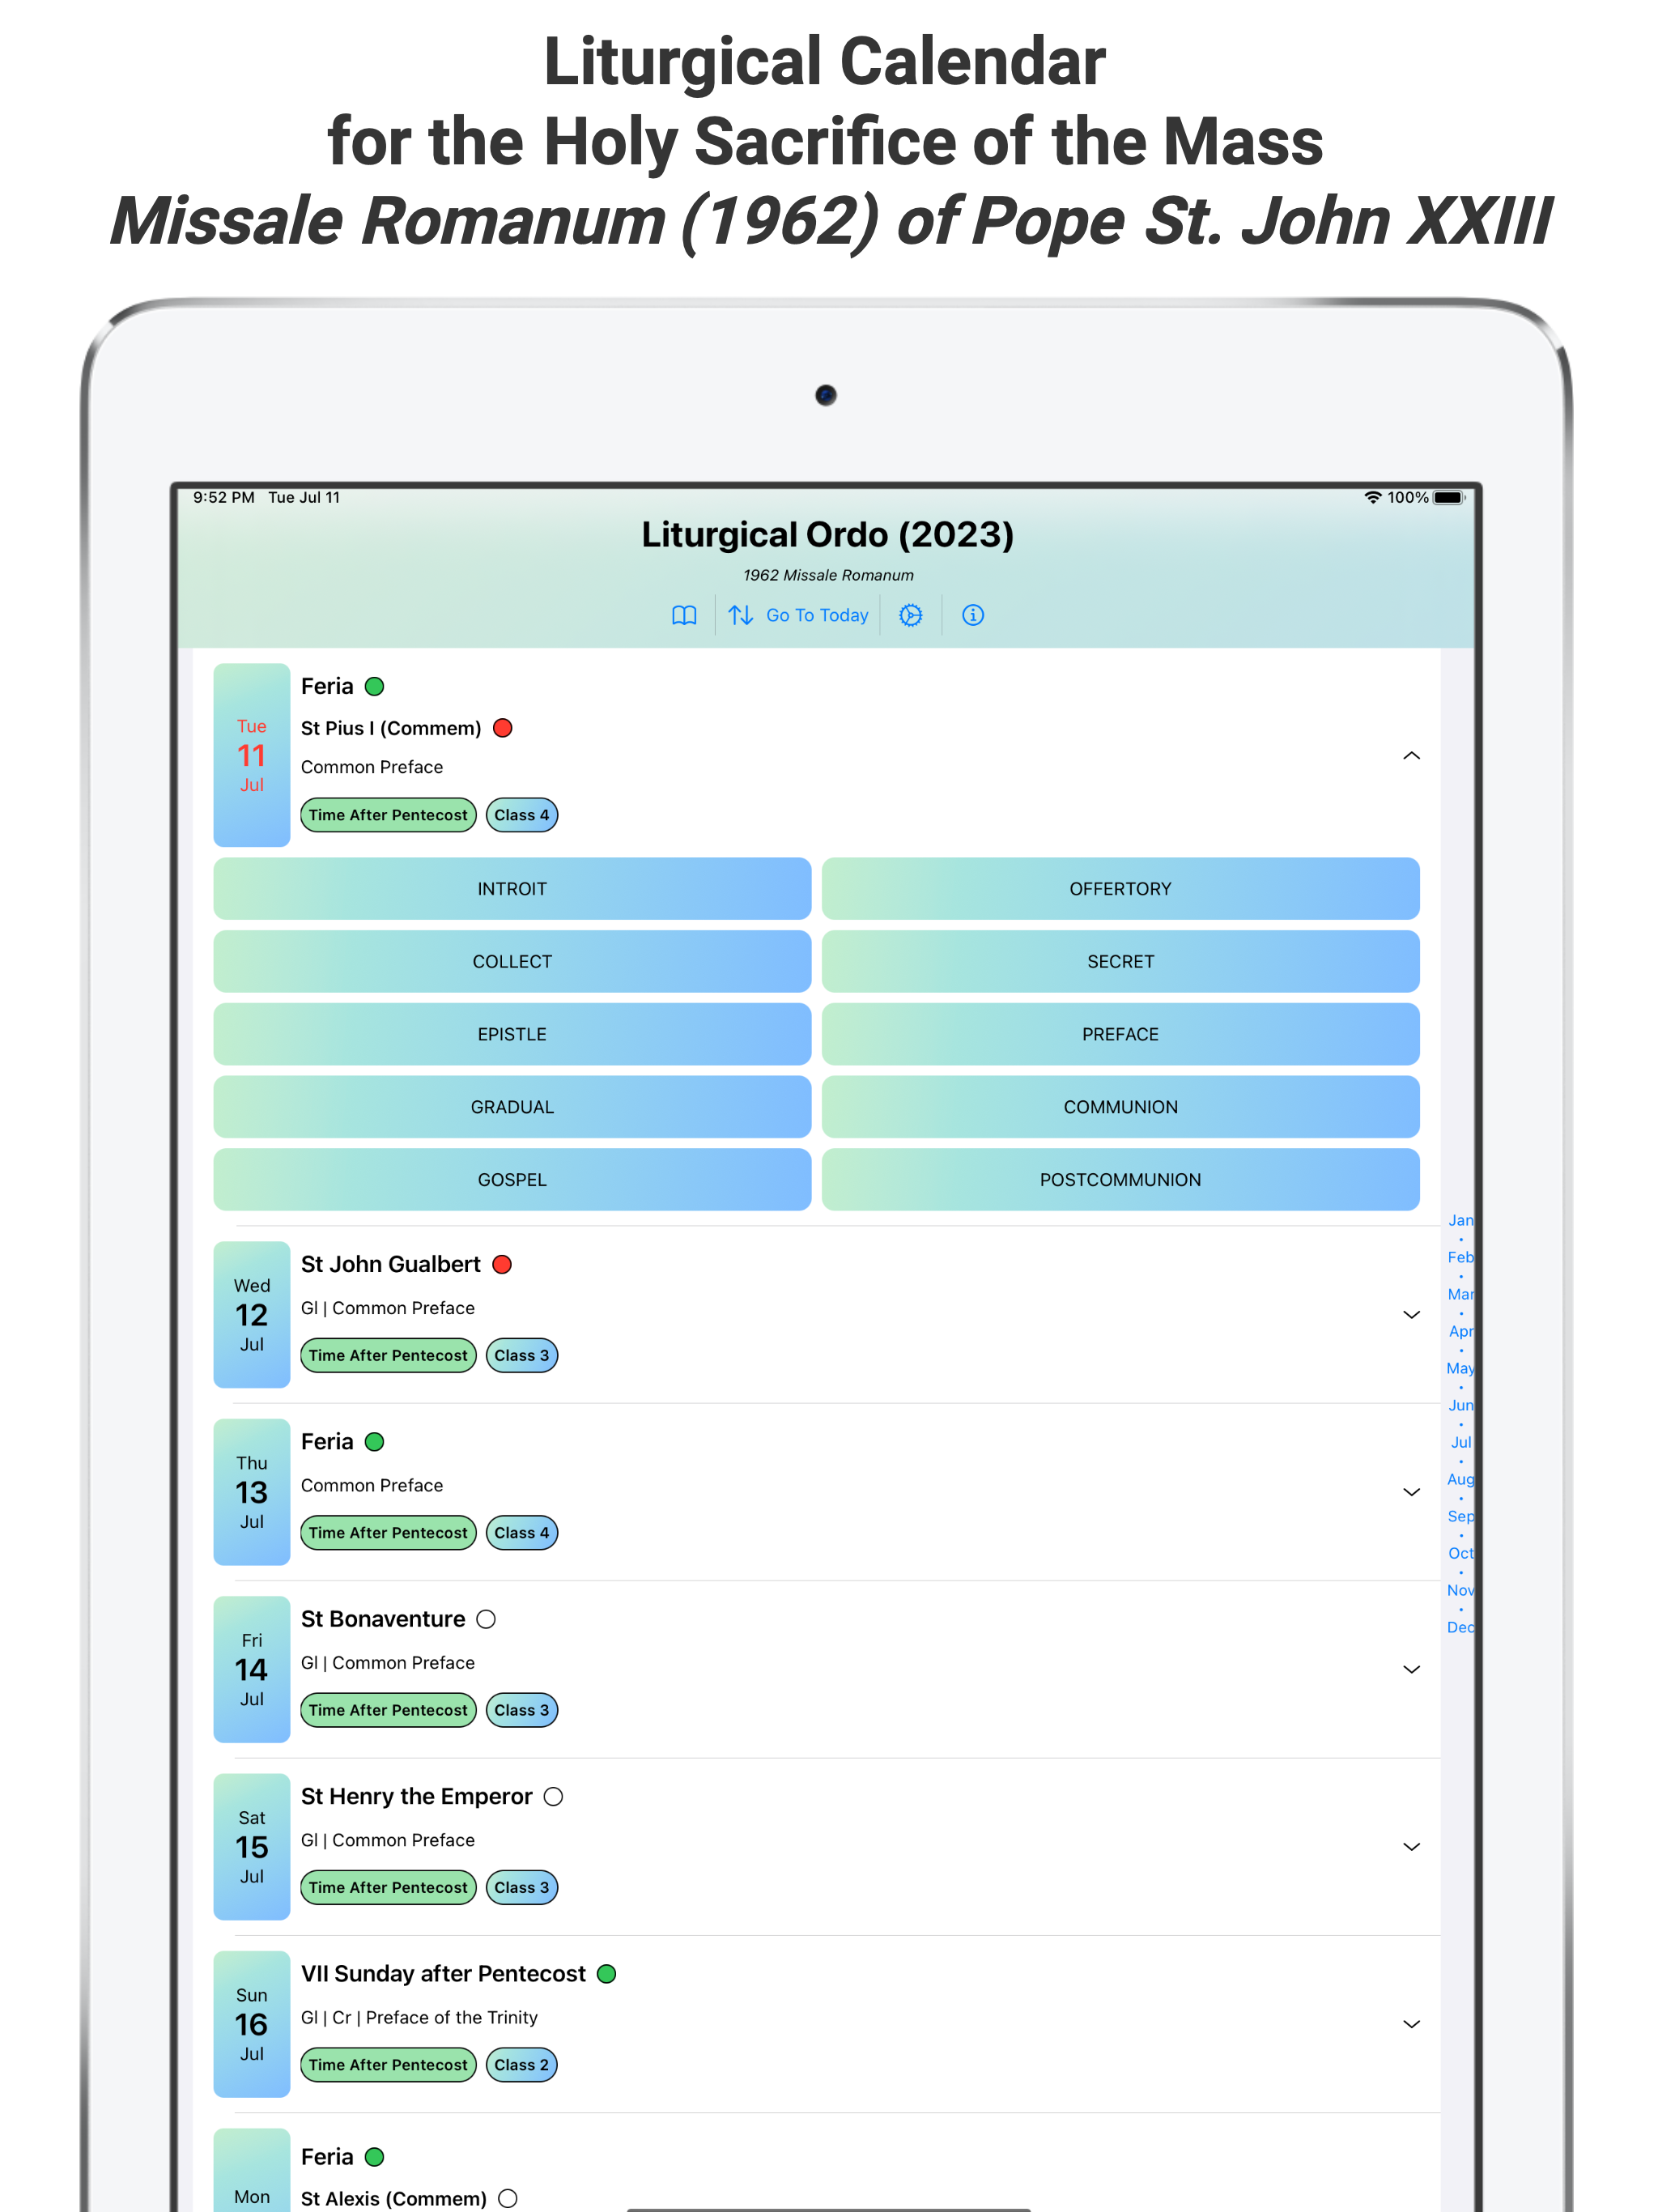 Liturgical Calendar
for the Holy Sacrifice of the Mass
Missale Romanum (1962) of Pope St. John XXIII
9:52 PM Tue Jul 11
100%
Liturgical Ordo (2023)
1962 Missale Romanum
Go To Today
Tue
11
Jul
Feria
St Pius I (Commem)
Common Preface
Time After Pentecost Class 4
INTROIT
OFFERTORY
COLLECT
SECRET
EPISTLE
PREFACE
GRADUAL
COMMUNION
GOSPEL
POSTCOMMUNION
Wed
12
Jul
St John Gualbert
Gl | Common Preface
Time After Pentecost Class 3
Thu
13
Jul
Feria
Common Preface
Time After Pentecost Class 4
Fri
14
Jul
St Bonaventure
Gl | Common Preface
Time After Pentecost Class 3
Sat
15
Jul
St Henry the Emperor
Gl | Common Preface
Time After Pentecost Class 3
Sun
16
Jul
VII Sunday after Pentecost
Gl | Cr | Preface of the Trinity
Time After Pentecost Class 2
Mon
Feria
St Alexis (Commem)
Jan
Feb
Mar
Apr
May
Jun
Jul
Aug
Sep
Oct
Nov
Dec